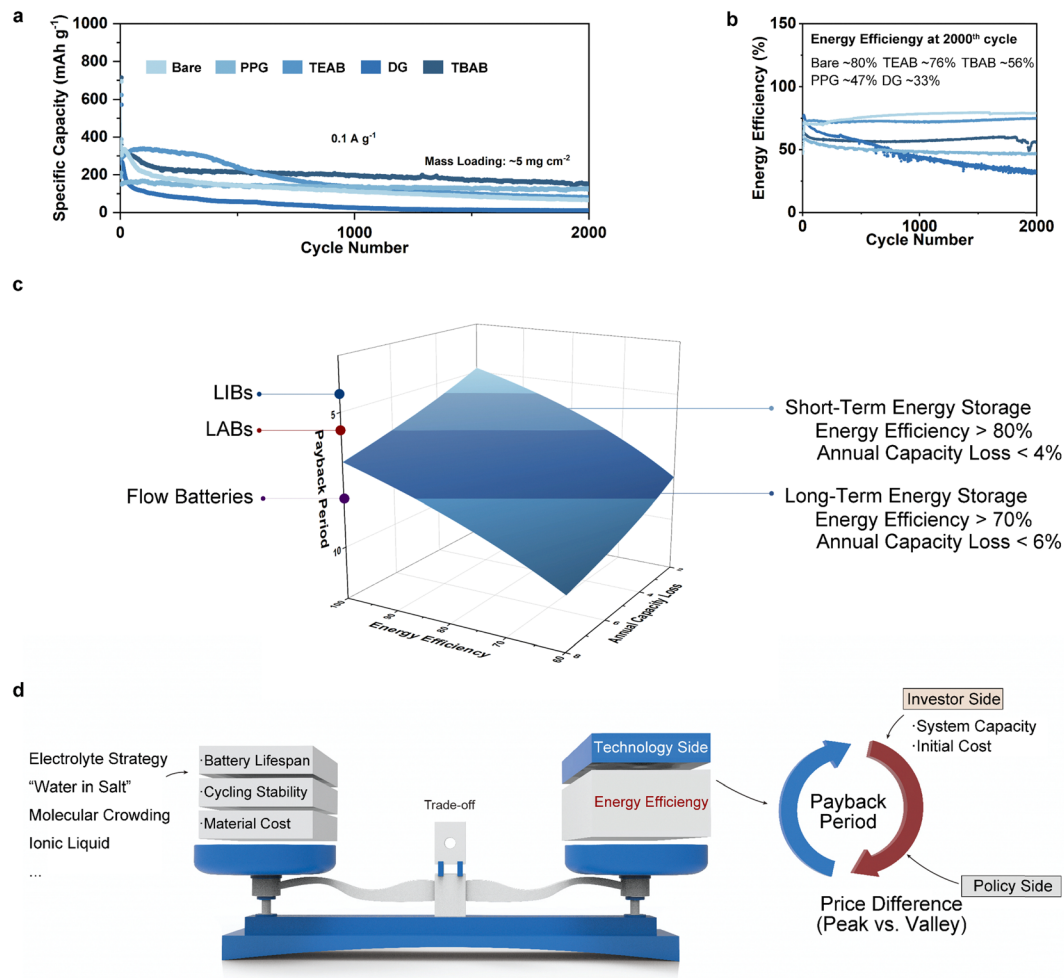 a
Specific Capacity (mAh g⁻¹)
1000
800
600
400
200
0
Bare
PPG
TEAB
DG
TBAB
0.1 A g⁻¹
Mass Loading: ~5 mg cm⁻²
0
1000
2000
Cycle Number
b
Energy Efficiency (%)
150
100
50
0
Energy Efficiengy at 2000ᵗʰ cycle
Bare ~80% TEAB ~76% TBAB ~56%
PPG ~47% DG ~33%
0
1000
2000
Cycle Number
c
LIBs
LABs
Flow Batteries
5
10
Payback Period
100
90
80
70
60
Energy Efficiency
8
6
4
Annual Capacity Loss
Short-Term Energy Storage
Energy Efficiency > 80%
Annual Capacity Loss < 4%
Long-Term Energy Storage
Energy Efficiency > 70%
Annual Capacity Loss < 6%
d
Electrolyte Strategy
“Water in Salt”
Molecular Crowding
Ionic Liquid
...
·Battery Lifespan
·Cycling Stability
·Material Cost
Trade-off
Technology Side
Energy Efficiengy
Investor Side
·System Capacity
·Initial Cost
Payback
Period
Policy Side
Price Difference
(Peak vs. Valley)